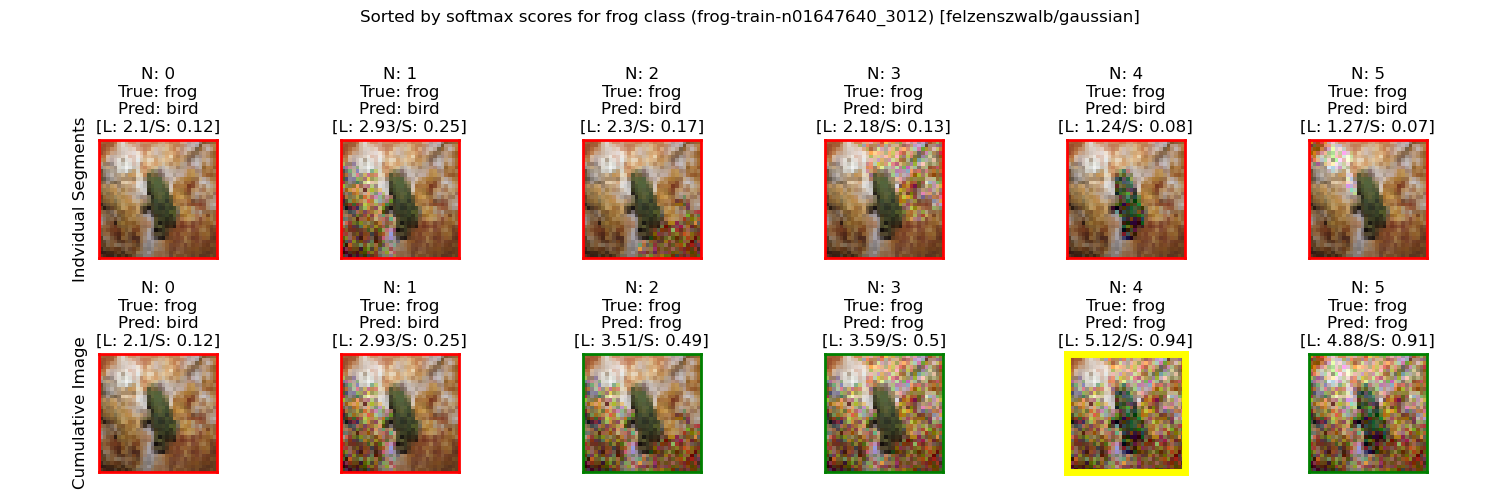 Sorted by softmax scores for frog class (frog-train-n01647640_3012) [felzenszwalb/gaussian]
Indvidual Segments
N: 0
True: frog
Pred: bird
[L: 2.1/S: 0.12]
N: 1
True: frog
Pred: bird
[L: 2.93/S: 0.25]
N: 2
True: frog
Pred: bird
[L: 2.3/S: 0.17]
N: 3
True: frog
Pred: bird
[L: 2.18/S: 0.13]
N: 4
True: frog
Pred: bird
[L: 1.24/S: 0.08]
N: 5
True: frog
Pred: bird
[L: 1.27/S: 0.07]
Cumulative Image
N: 0
True: frog
Pred: bird
[L: 2.1/S: 0.12]
N: 1
True: frog
Pred: bird
[L: 2.93/S: 0.25]
N: 2
True: frog
Pred: frog
[L: 3.51/S: 0.49]
N: 3
True: frog
Pred: frog
[L: 3.59/S: 0.5]
N: 4
True: frog
Pred: frog
[L: 5.12/S: 0.94]
N: 5
True: frog
Pred: frog
[L: 4.88/S: 0.91]